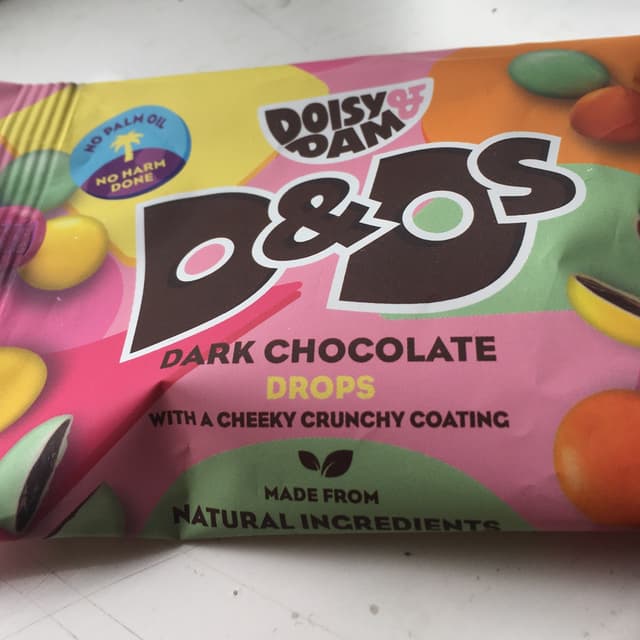 NO PALM OIL
NO HARM
DONE
DOISY &
DAM
D&D'S
DARK CHOCOLATE
DROPS
WITH A CHEEKY CRUNCHY COATING
MADE FROM
NATURAL INGREDIENTS